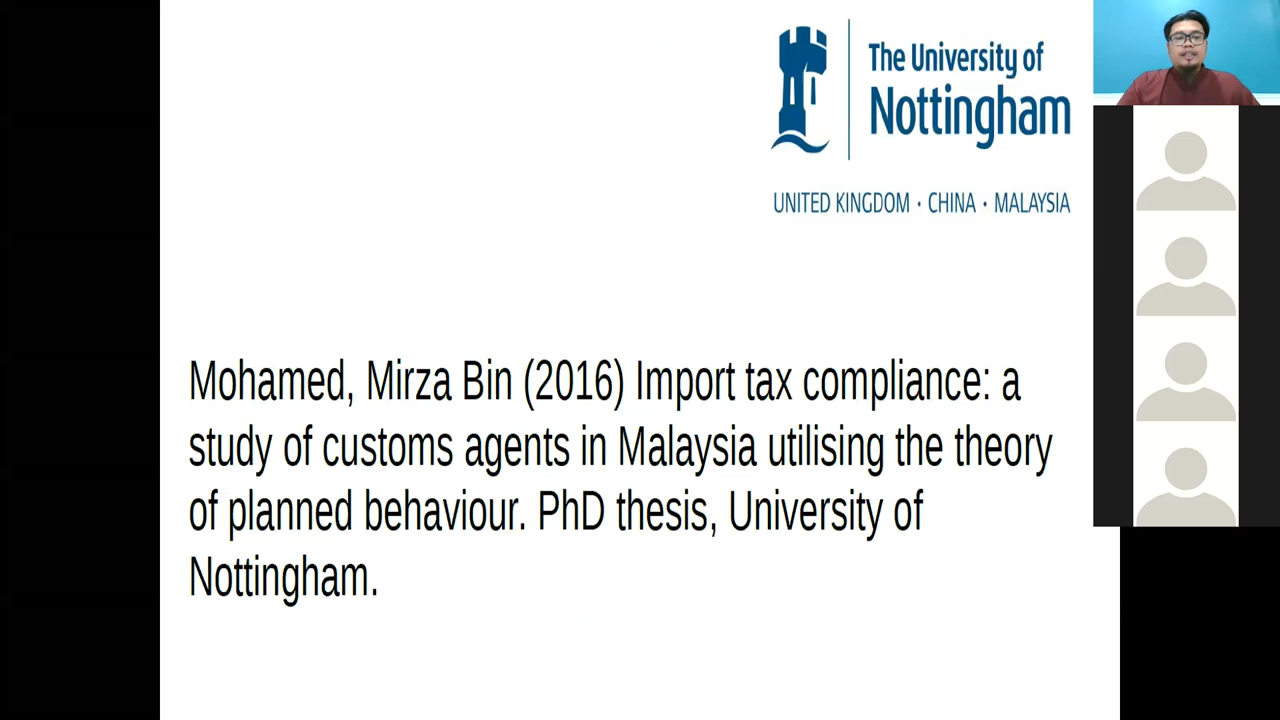 The University of
Nottingham
UNITED KINGDOM · CHINA · MALAYSIA
Mohamed, Mirza Bin (2016) Import tax compliance: a
study of customs agents in Malaysia utilising the theory
of planned behaviour. PhD thesis, University of
Nottingham.